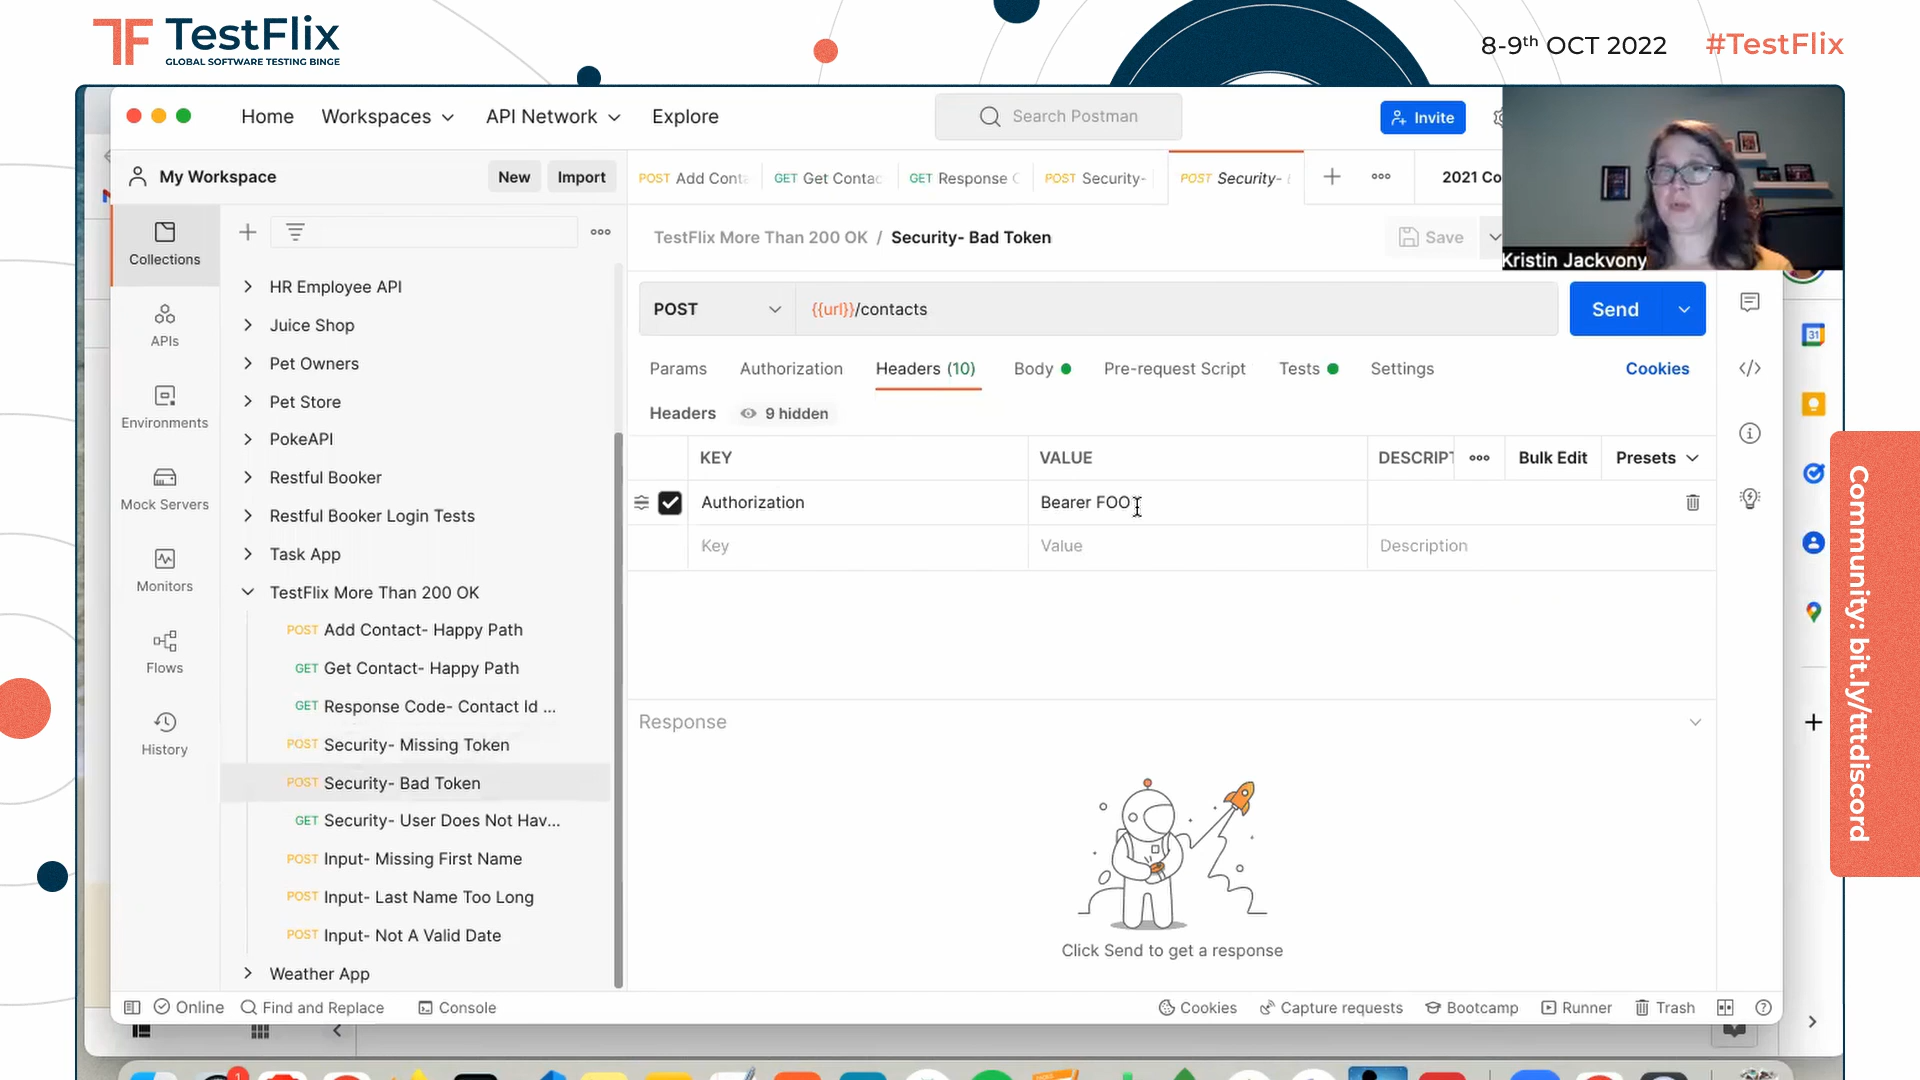 TestFlix
GLOBAL SOFTWARE TESTING BINGE
8-9th OCT 2022
#TestFlix
Home
Workspaces
API Network
Explore
Search Postman
Invite
Kristin Jackvony
My Workspace
New
Import
POST Add Conta
GET Get Contac
GET Response C
POST Security-
POST Security-
2021 Co
Collections
APIs
Environments
Mock Servers
Monitors
Flows
History
HR Employee API
Juice Shop
Pet Owners
Pet Store
PokeAPI
Restful Booker
Restful Booker Login Tests
Task App
TestFlix More Than 200 OK
POST Add Contact- Happy Path
GET Get Contact- Happy Path
GET Response Code- Contact Id ...
POST Security- Missing Token
POST Security- Bad Token
GET Security- User Does Not Hav...
POST Input- Missing First Name
POST Input- Last Name Too Long
POST Input- Not A Valid Date
Weather App
TestFlix More Than 200 OK / Security- Bad Token
Save
POST
{{url}}/contacts
Send
Params
Authorization
Headers (10)
Body
Pre-request Script
Tests
Settings
Cookies
Headers
9 hidden
KEY
VALUE
DESCRIPT
Bulk Edit
Presets
Authorization
Bearer FOO
Key
Value
Description
Response
Click Send to get a response
Online
Find and Replace
Console
Cookies
Capture requests
Bootcamp
Runner
Trash
31
1
Community: bit.ly/tttdiscord